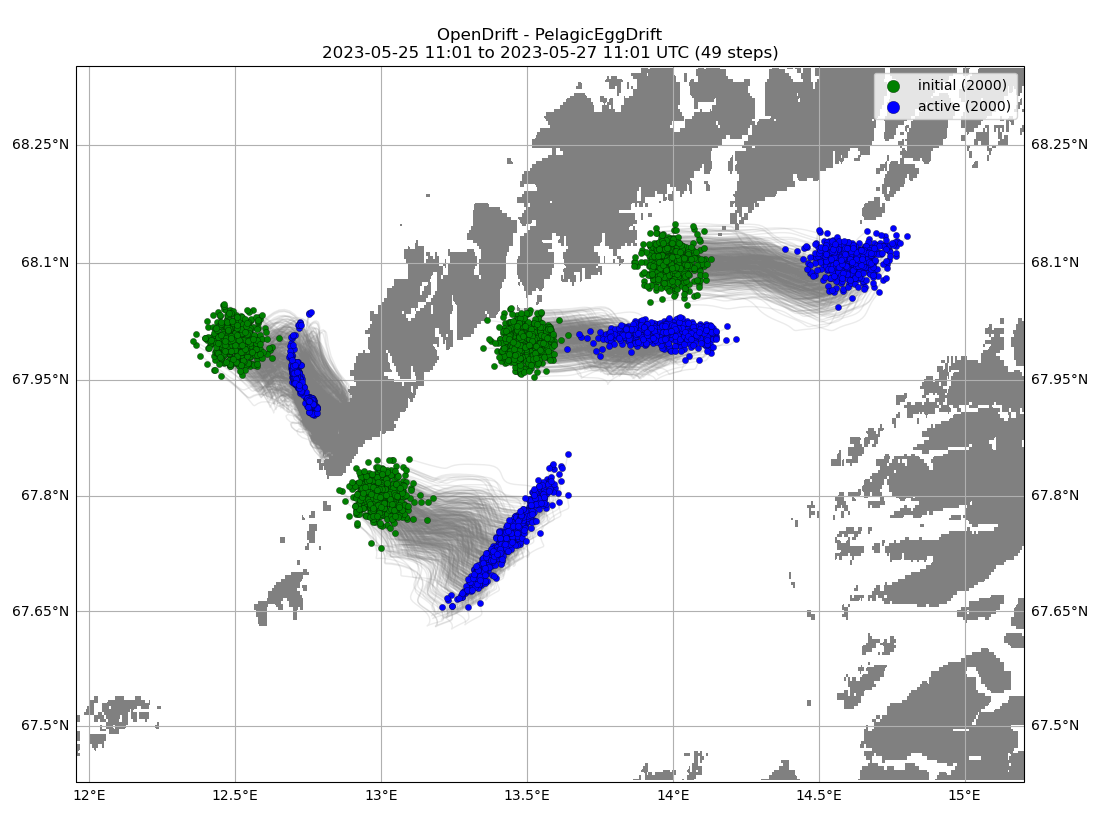 OpenDrift - PelagicEggDrift
2023-05-25 11:01 to 2023-05-27 11:01 UTC (49 steps)
initial (2000)
active (2000)
68.25°N
68.25°N
68.1°N
68.1°N
67.95°N
67.95°N
67.8°N
67.8°N
67.65°N
67.65°N
67.5°N
67.5°N
12°E
12.5°E
13°E
13.5°E
14°E
14.5°E
15°E